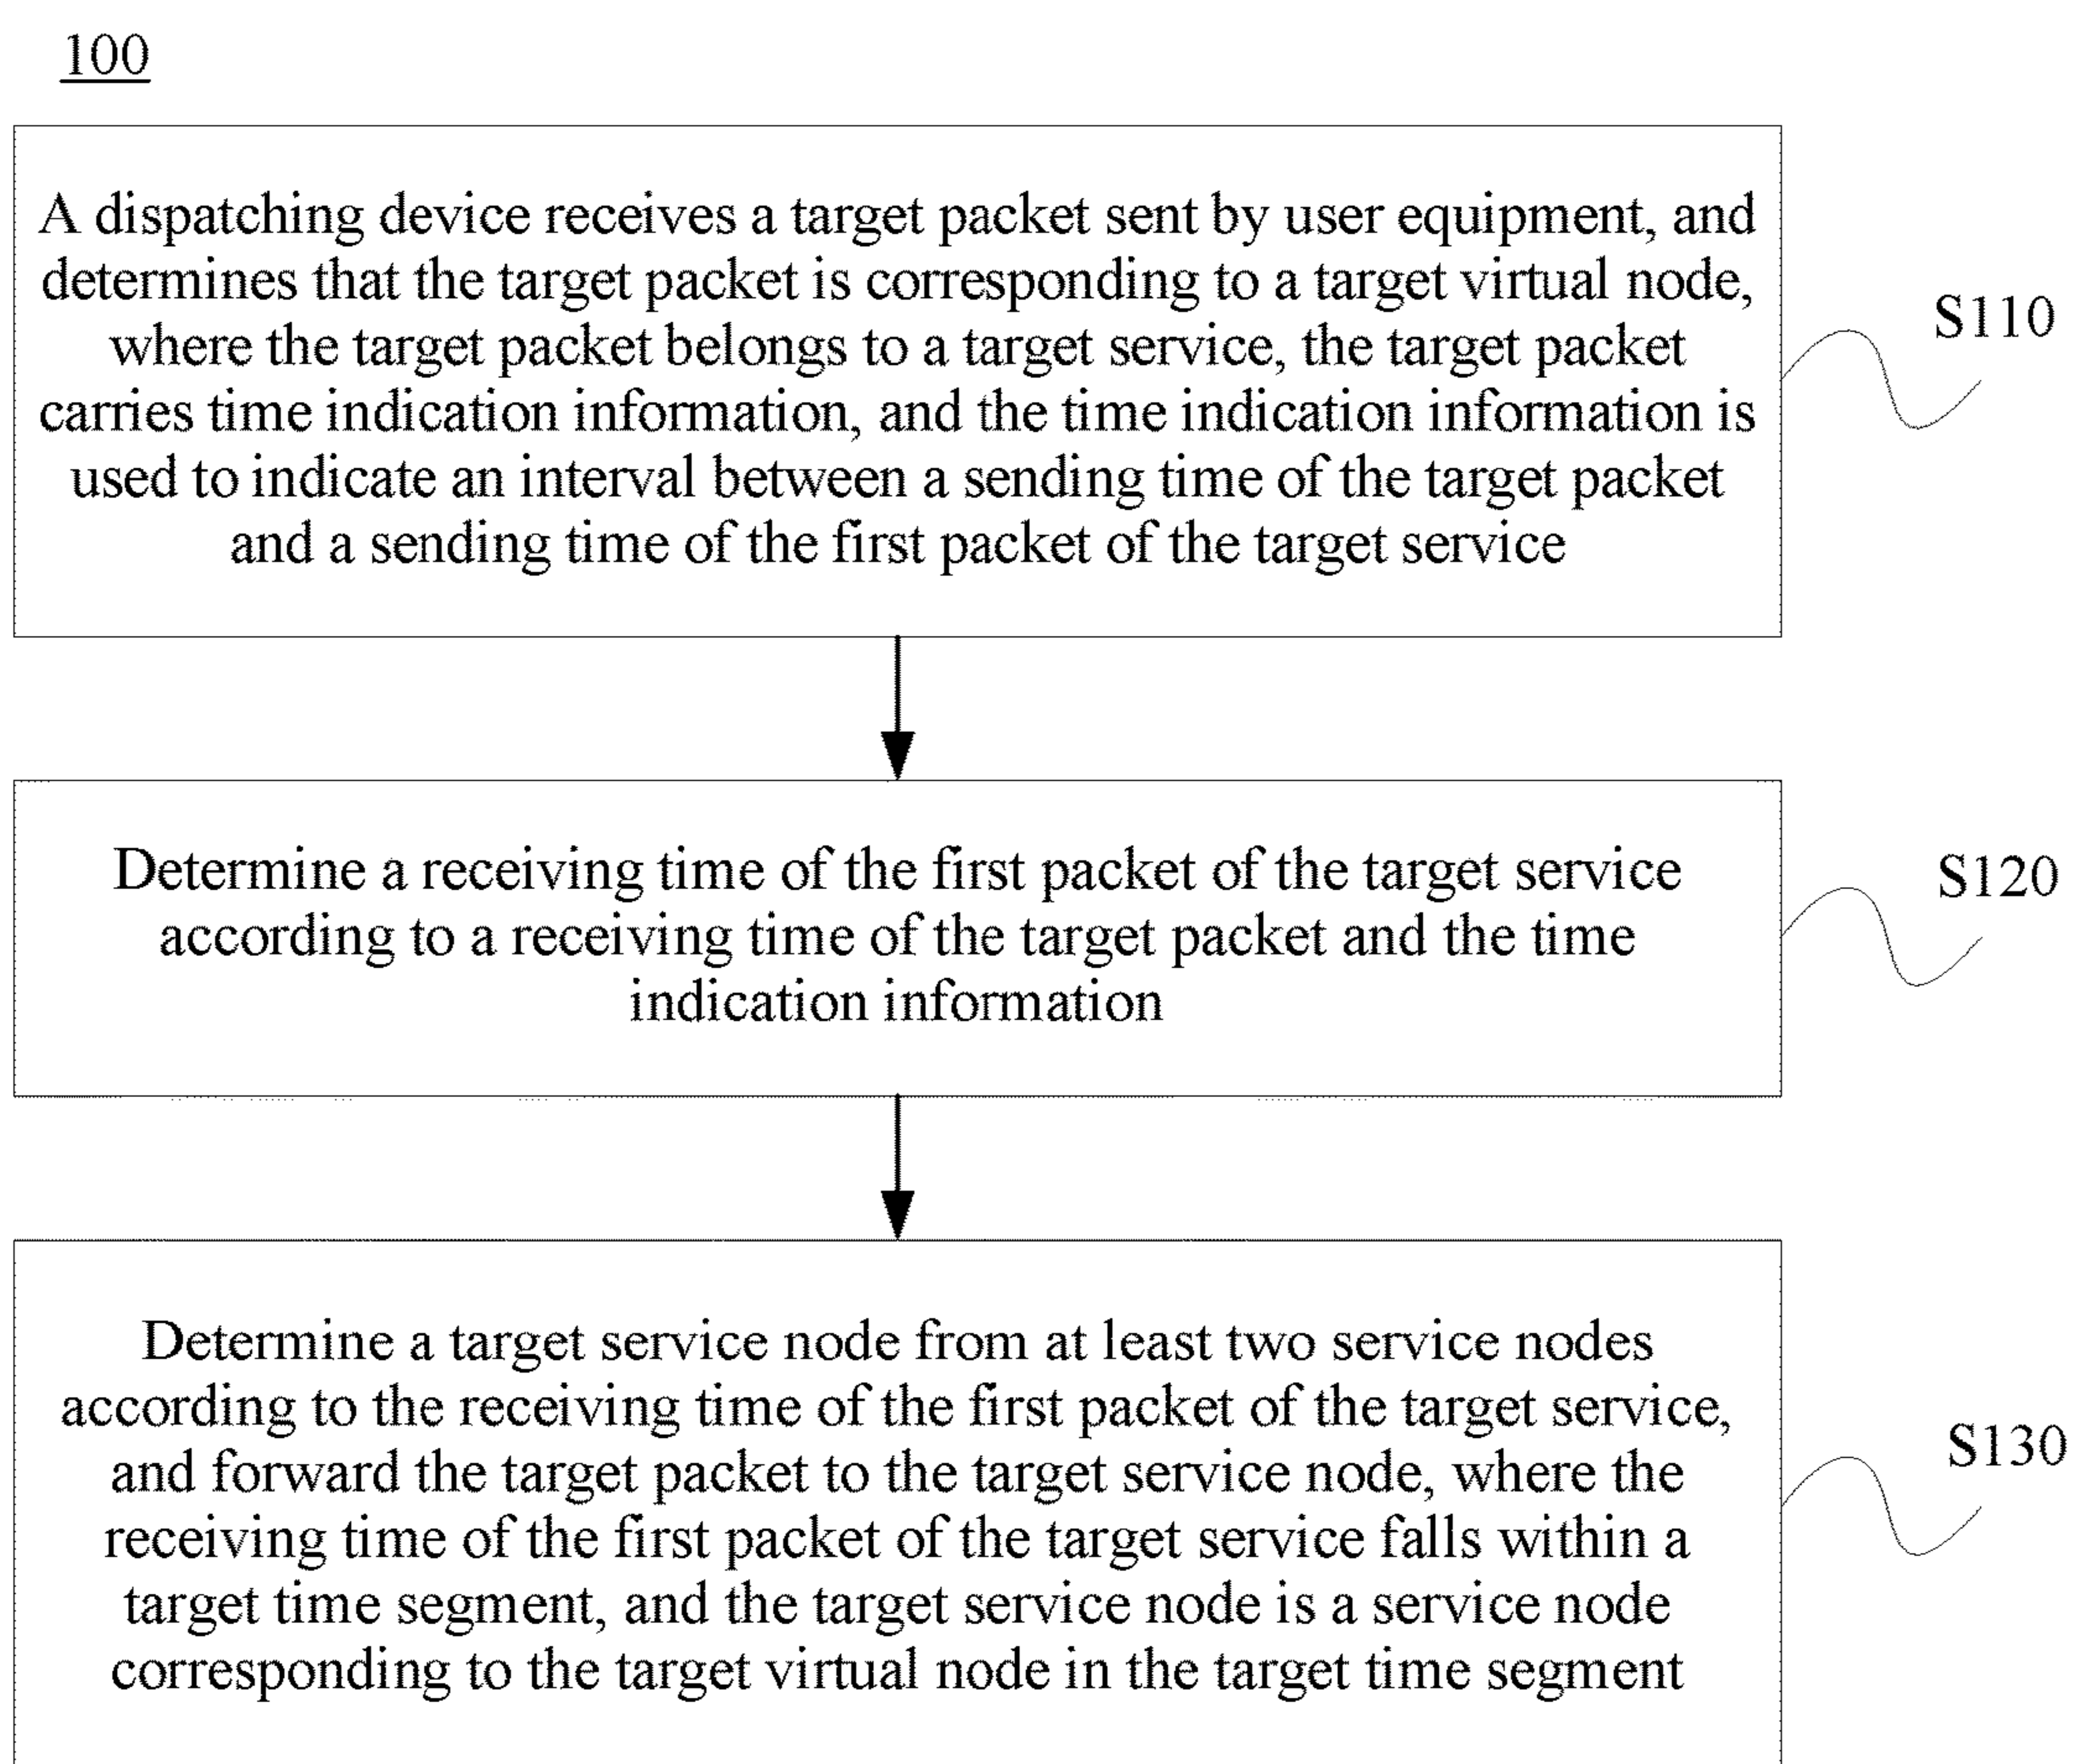 100
A dispatching device receives a target packet sent by user equipment, and
determines that the target packet is corresponding to a target virtual node,
where the target packet belongs to a target service, the target packet
carries time indication information, and the time indication information is
used to indicate an interval between a sending time of the target packet
and a sending time of the first packet of the target service
S110
Determine a receiving time of the first packet of the target service
according to a receiving time of the target packet and the time
indication information
S120
Determine a target service node from at least two service nodes
according to the receiving time of the first packet of the target service,
and forward the target packet to the target service node, where the
receiving time of the first packet of the target service falls within a
target time segment, and the target service node is a service node
corresponding to the target virtual node in the target time segment
S130